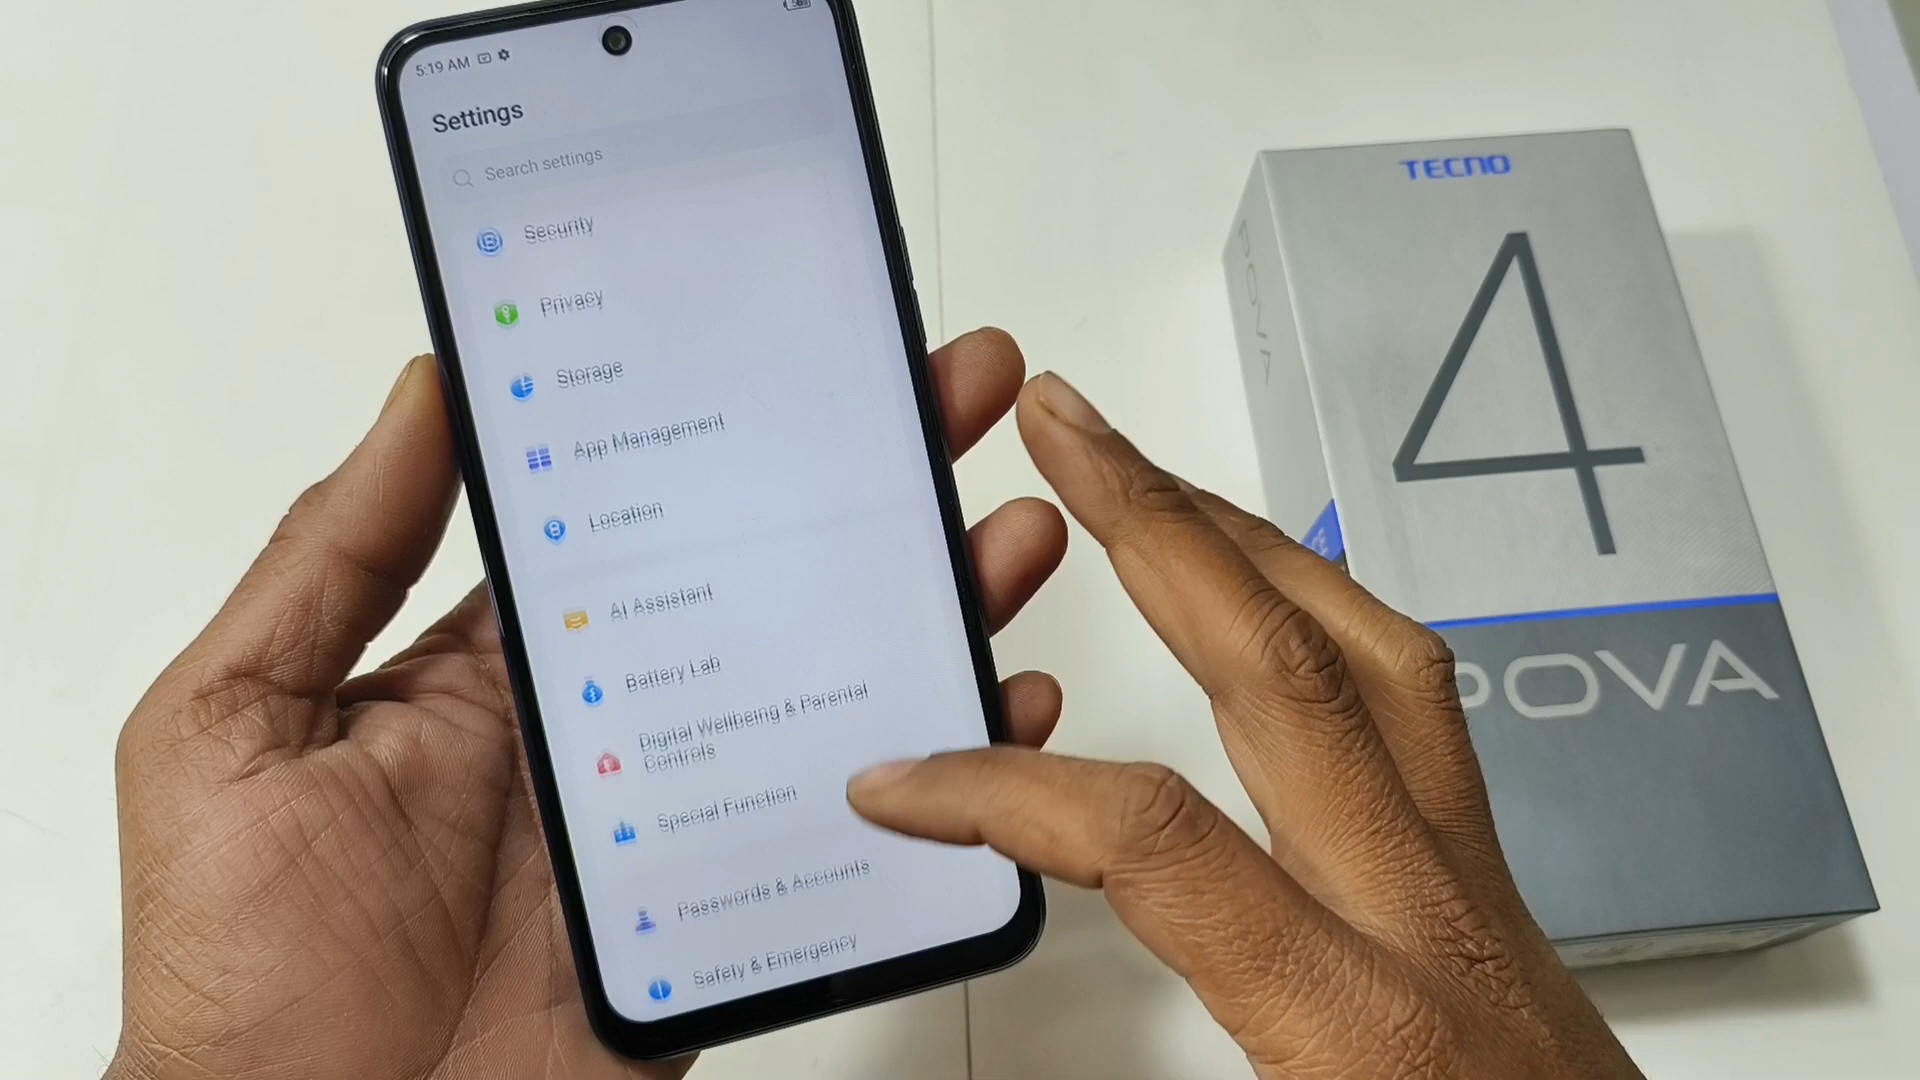 5:19 AM
Settings
Search settings
Security
Privacy
Storage
App Management
Location
AI Assistant
Battery Lab
Digital Wellbeing & Parental
Controls
Special Function
Passwords & Accounts
Safety & Emergency
TECNO
4
POVA
POVA